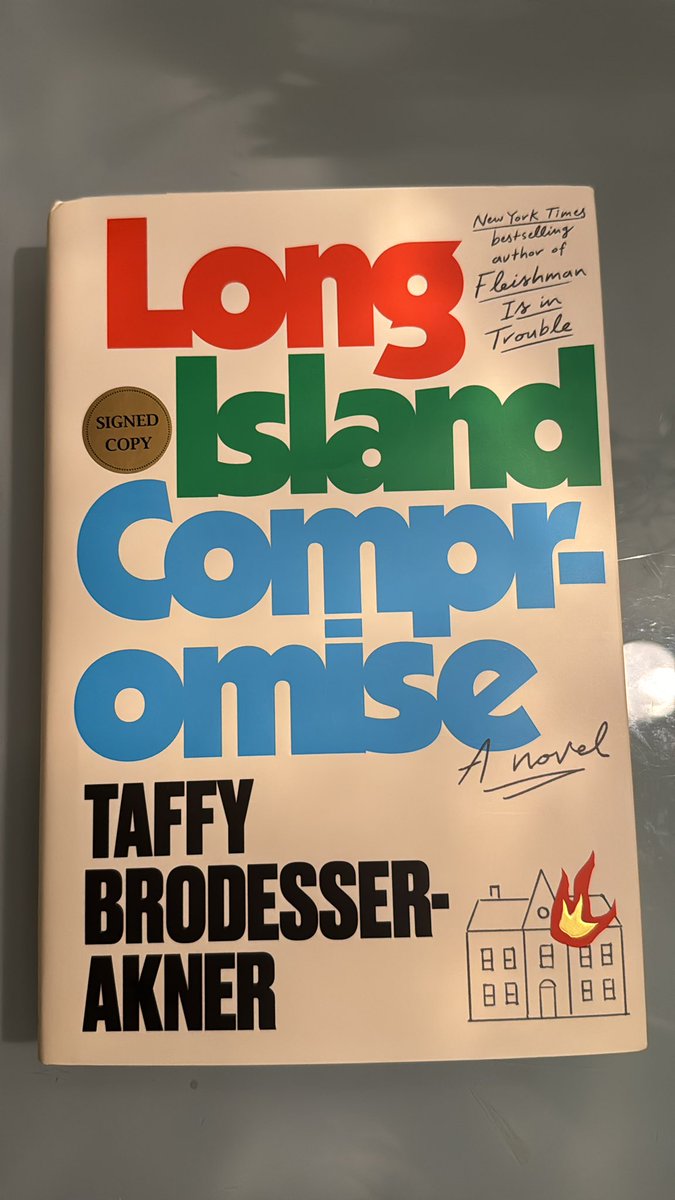 Long
New York Times
bestselling
author of
Fleishman
Is in
Trouble
Island
SIGNED
COPY
Compr-
omise
A novel
TAFFY
BRODESSER-
AKNER